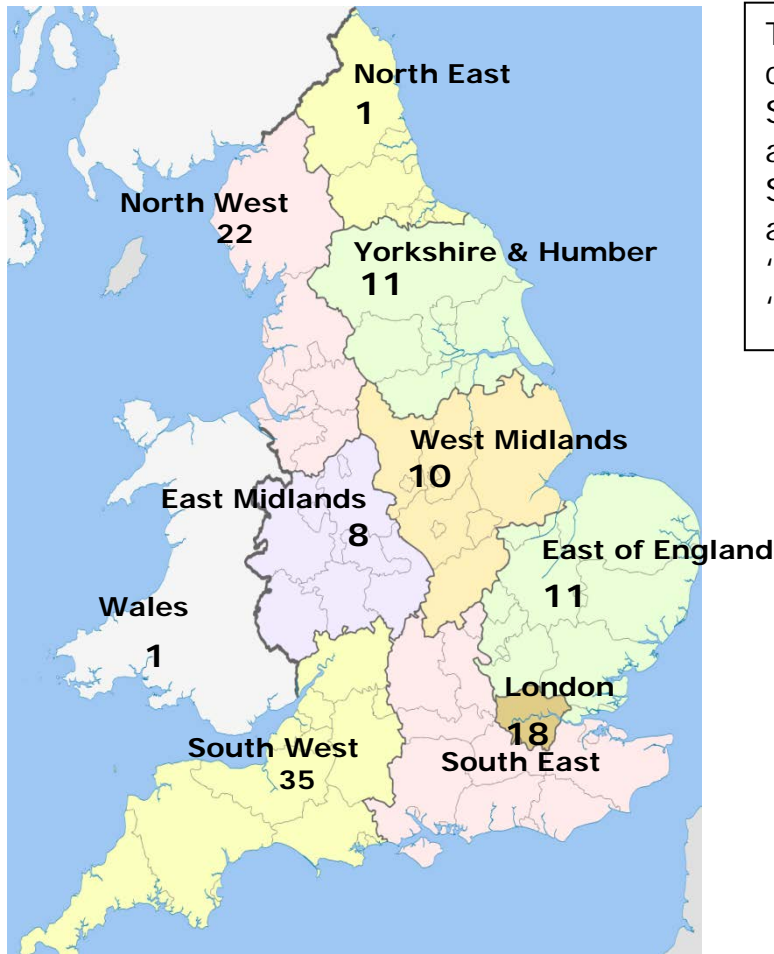 North East
1
North West
22
Yorkshire & Humber
11
West Midlands
10
East Midlands
8
East of England
11
Wales
1
London
18
South West
35
South East